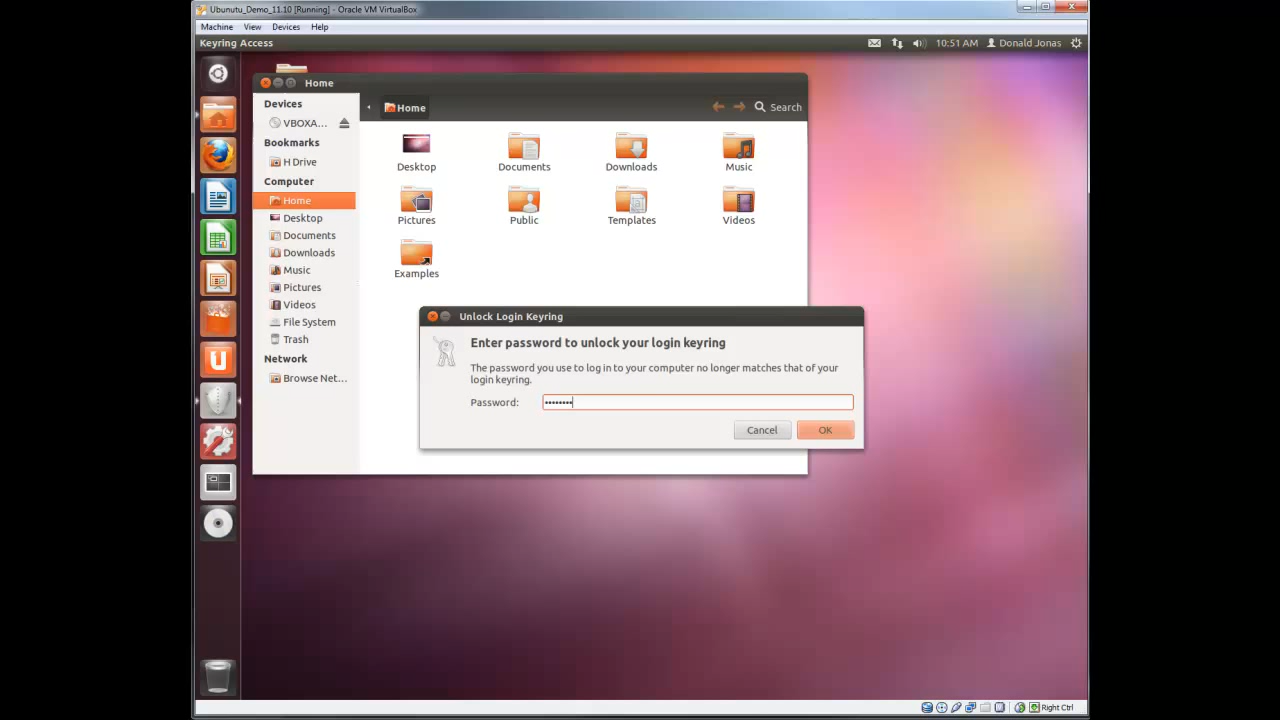 Ubunutu_Demo_11.10 [Running] - Oracle VM VirtualBox
Machine View Devices Help
Keyring Access
10:51 AM Donald Jonas
Home
Devices
VBOXA...
Bookmarks
H Drive
Computer
Home
Desktop
Documents
Downloads
Music
Pictures
Videos
File System
Trash
Network
Browse Net...
Home
Search
Desktop Documents Downloads Music
Pictures Public Templates Videos
Examples
Unlock Login Keyring
Enter password to unlock your login keyring
The password you use to log in to your computer no longer matches that of your
login keyring.
Password: ••••••••
Cancel OK
Right Ctrl